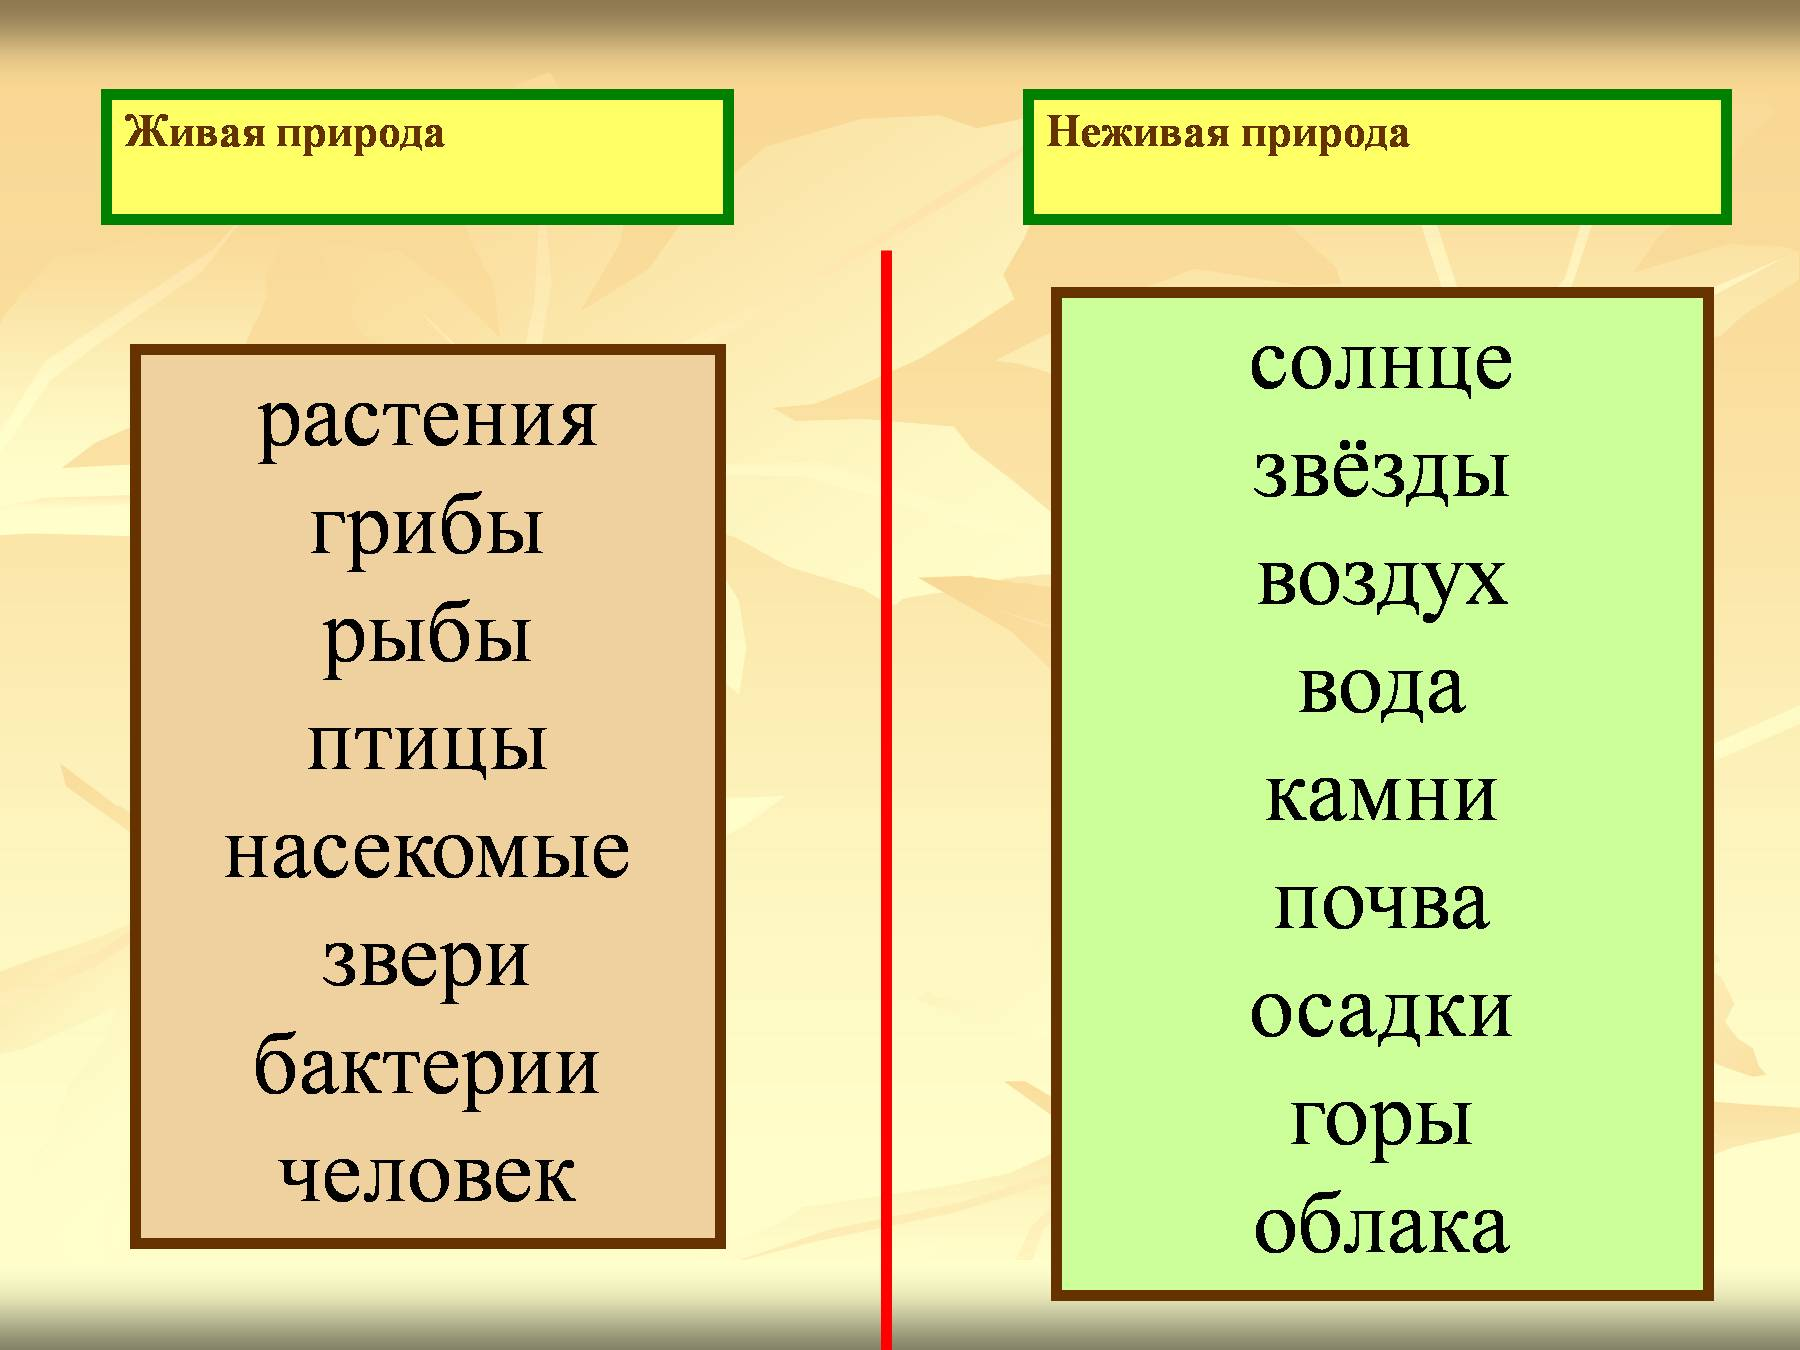 Живая природа
растения
грибы
рыбы
птицы
насекомые
звери
бактерии
человек
Неживая природа
солнце
звёзды
воздух
вода
камни
почва
осадки
горы
облака